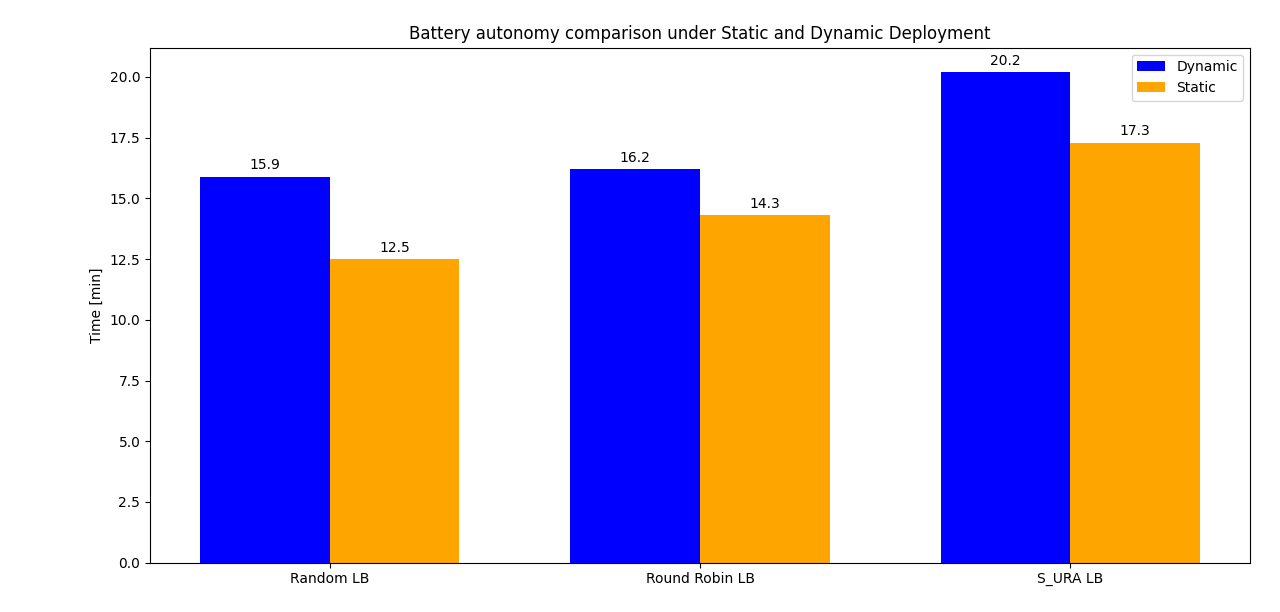 Battery autonomy comparison under Static and Dynamic Deployment
Dynamic
Static
Time [min]
20.0
17.5
15.0
12.5
10.0
7.5
5.0
2.5
0.0
15.9
12.5
16.2
14.3
20.2
17.3
Random LB
Round Robin LB
S_URA LB